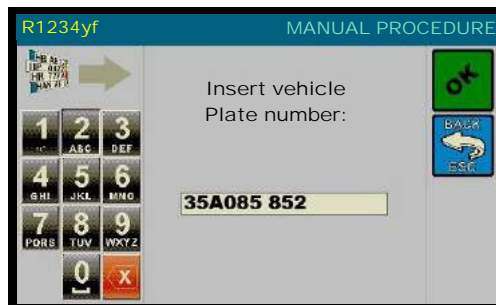 R1234yf
MANUAL PROCEDURE
Insert vehicle
Plate number:
OK
BACK
ESC
1
2
ABC
3
DEF
4
GHI
5
JKL
6
MNO
35A085 852
7
PQRS
8
TUV
9
WXYZ
0
X